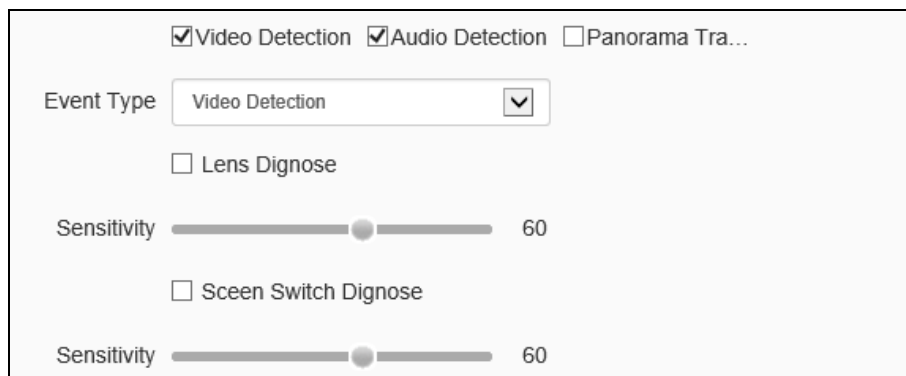 Video Detection Audio Detection Panorama Tra...
Event Type Video Detection
Lens Dignose
Sensitivity 60
Sceen Switch Dignose
Sensitivity 60